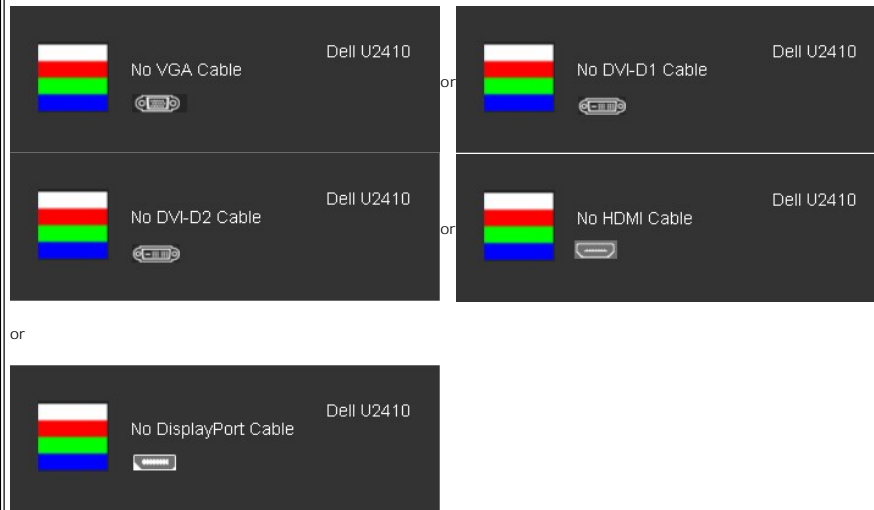 Dell U2410
No VGA Cable
or
Dell U2410
No DVI-D1 Cable
Dell U2410
No DVI-D2 Cable
or
Dell U2410
No HDMI Cable
or
Dell U2410
No DisplayPort Cable